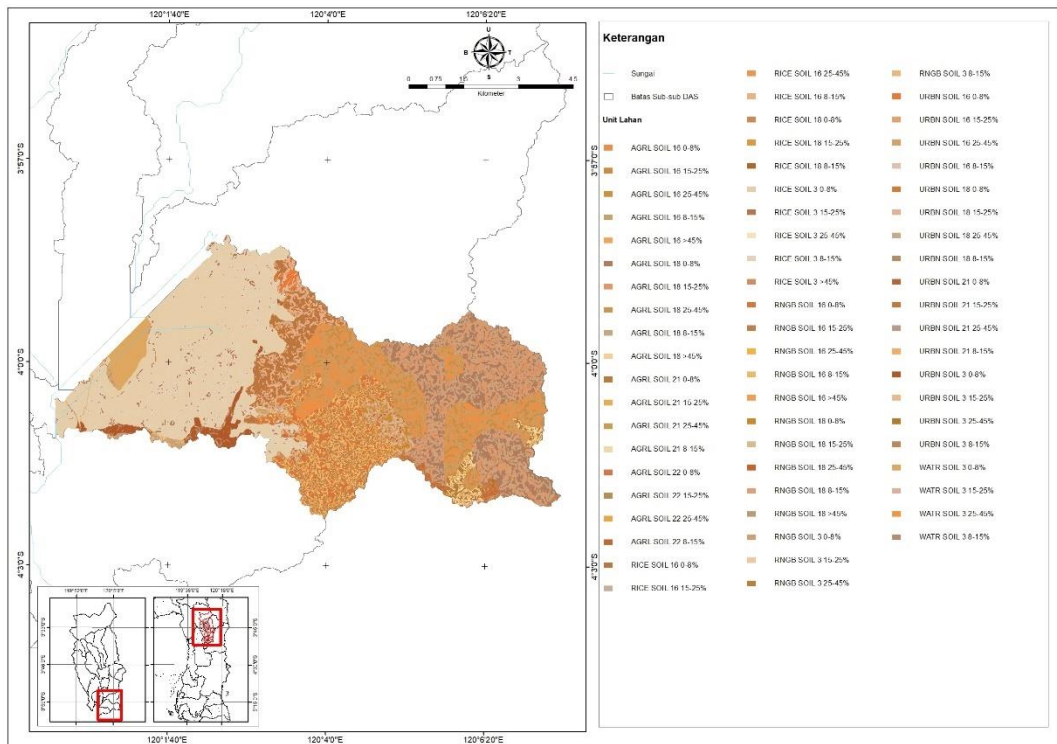 120°1'40"E 120°4'0"E 120°6'20"E
U
B T
S
0 0.75 1.5 3 4.5
Kilometer
3°57'0"S 3°57'0"S
4°0'0"S 4°0'0"S
4°3'0"S 4°3'0"S
120°1'40"E 120°4'0"E 120°6'20"E
Keterangan
Sungai
Batas Sub-sub DAS
Unit Lahan
AGRL SOIL 16 0-8%
AGRL SOIL 16 15-25%
AGRL SOIL 16 25-45%
AGRL SOIL 16 8-15%
AGRL SOIL 16 >45%
AGRL SOIL 18 0-8%
AGRL SOIL 18 15-25%
AGRL SOIL 18 25-45%
AGRL SOIL 18 8-15%
AGRL SOIL 18 >45%
AGRL SOIL 21 0-8%
AGRL SOIL 21 15-25%
AGRL SOIL 21 25-45%
AGRL SOIL 21 8-15%
AGRL SOIL 22 0-8%
AGRL SOIL 22 15-25%
AGRL SOIL 22 25-45%
AGRL SOIL 22 8-15%
RICE SOIL 16 0-8%
RICE SOIL 16 15-25%
RICE SOIL 16 25-45%
RICE SOIL 16 8-15%
RICE SOIL 18 0-8%
RICE SOIL 18 15-25%
RICE SOIL 18 8-15%
RICE SOIL 3 0-8%
RICE SOIL 3 15-25%
RICE SOIL 3 25-45%
RICE SOIL 3 8-15%
RICE SOIL 3 >45%
RNGB SOIL 16 0-8%
RNGB SOIL 16 15-25%
RNGB SOIL 16 25-45%
RNGB SOIL 16 8-15%
RNGB SOIL 16 >45%
RNGB SOIL 18 0-8%
RNGB SOIL 18 15-25%
RNGB SOIL 18 25-45%
RNGB SOIL 18 8-15%
RNGB SOIL 18 >45%
RNGB SOIL 3 0-8%
RNGB SOIL 3 15-25%
RNGB SOIL 3 25-45%
RNGB SOIL 3 8-15%
URBN SOIL 16 0-8%
URBN SOIL 16 15-25%
URBN SOIL 16 25-45%
URBN SOIL 16 8-15%
URBN SOIL 18 0-8%
URBN SOIL 18 15-25%
URBN SOIL 18 25-45%
URBN SOIL 18 8-15%
URBN SOIL 21 0-8%
URBN SOIL 21 15-25%
URBN SOIL 21 25-45%
URBN SOIL 21 8-15%
URBN SOIL 3 0-8%
URBN SOIL 3 15-25%
URBN SOIL 3 25-45%
URBN SOIL 3 8-15%
WATR SOIL 3 0-8%
WATR SOIL 3 15-25%
WATR SOIL 3 25-45%
WATR SOIL 3 8-15%